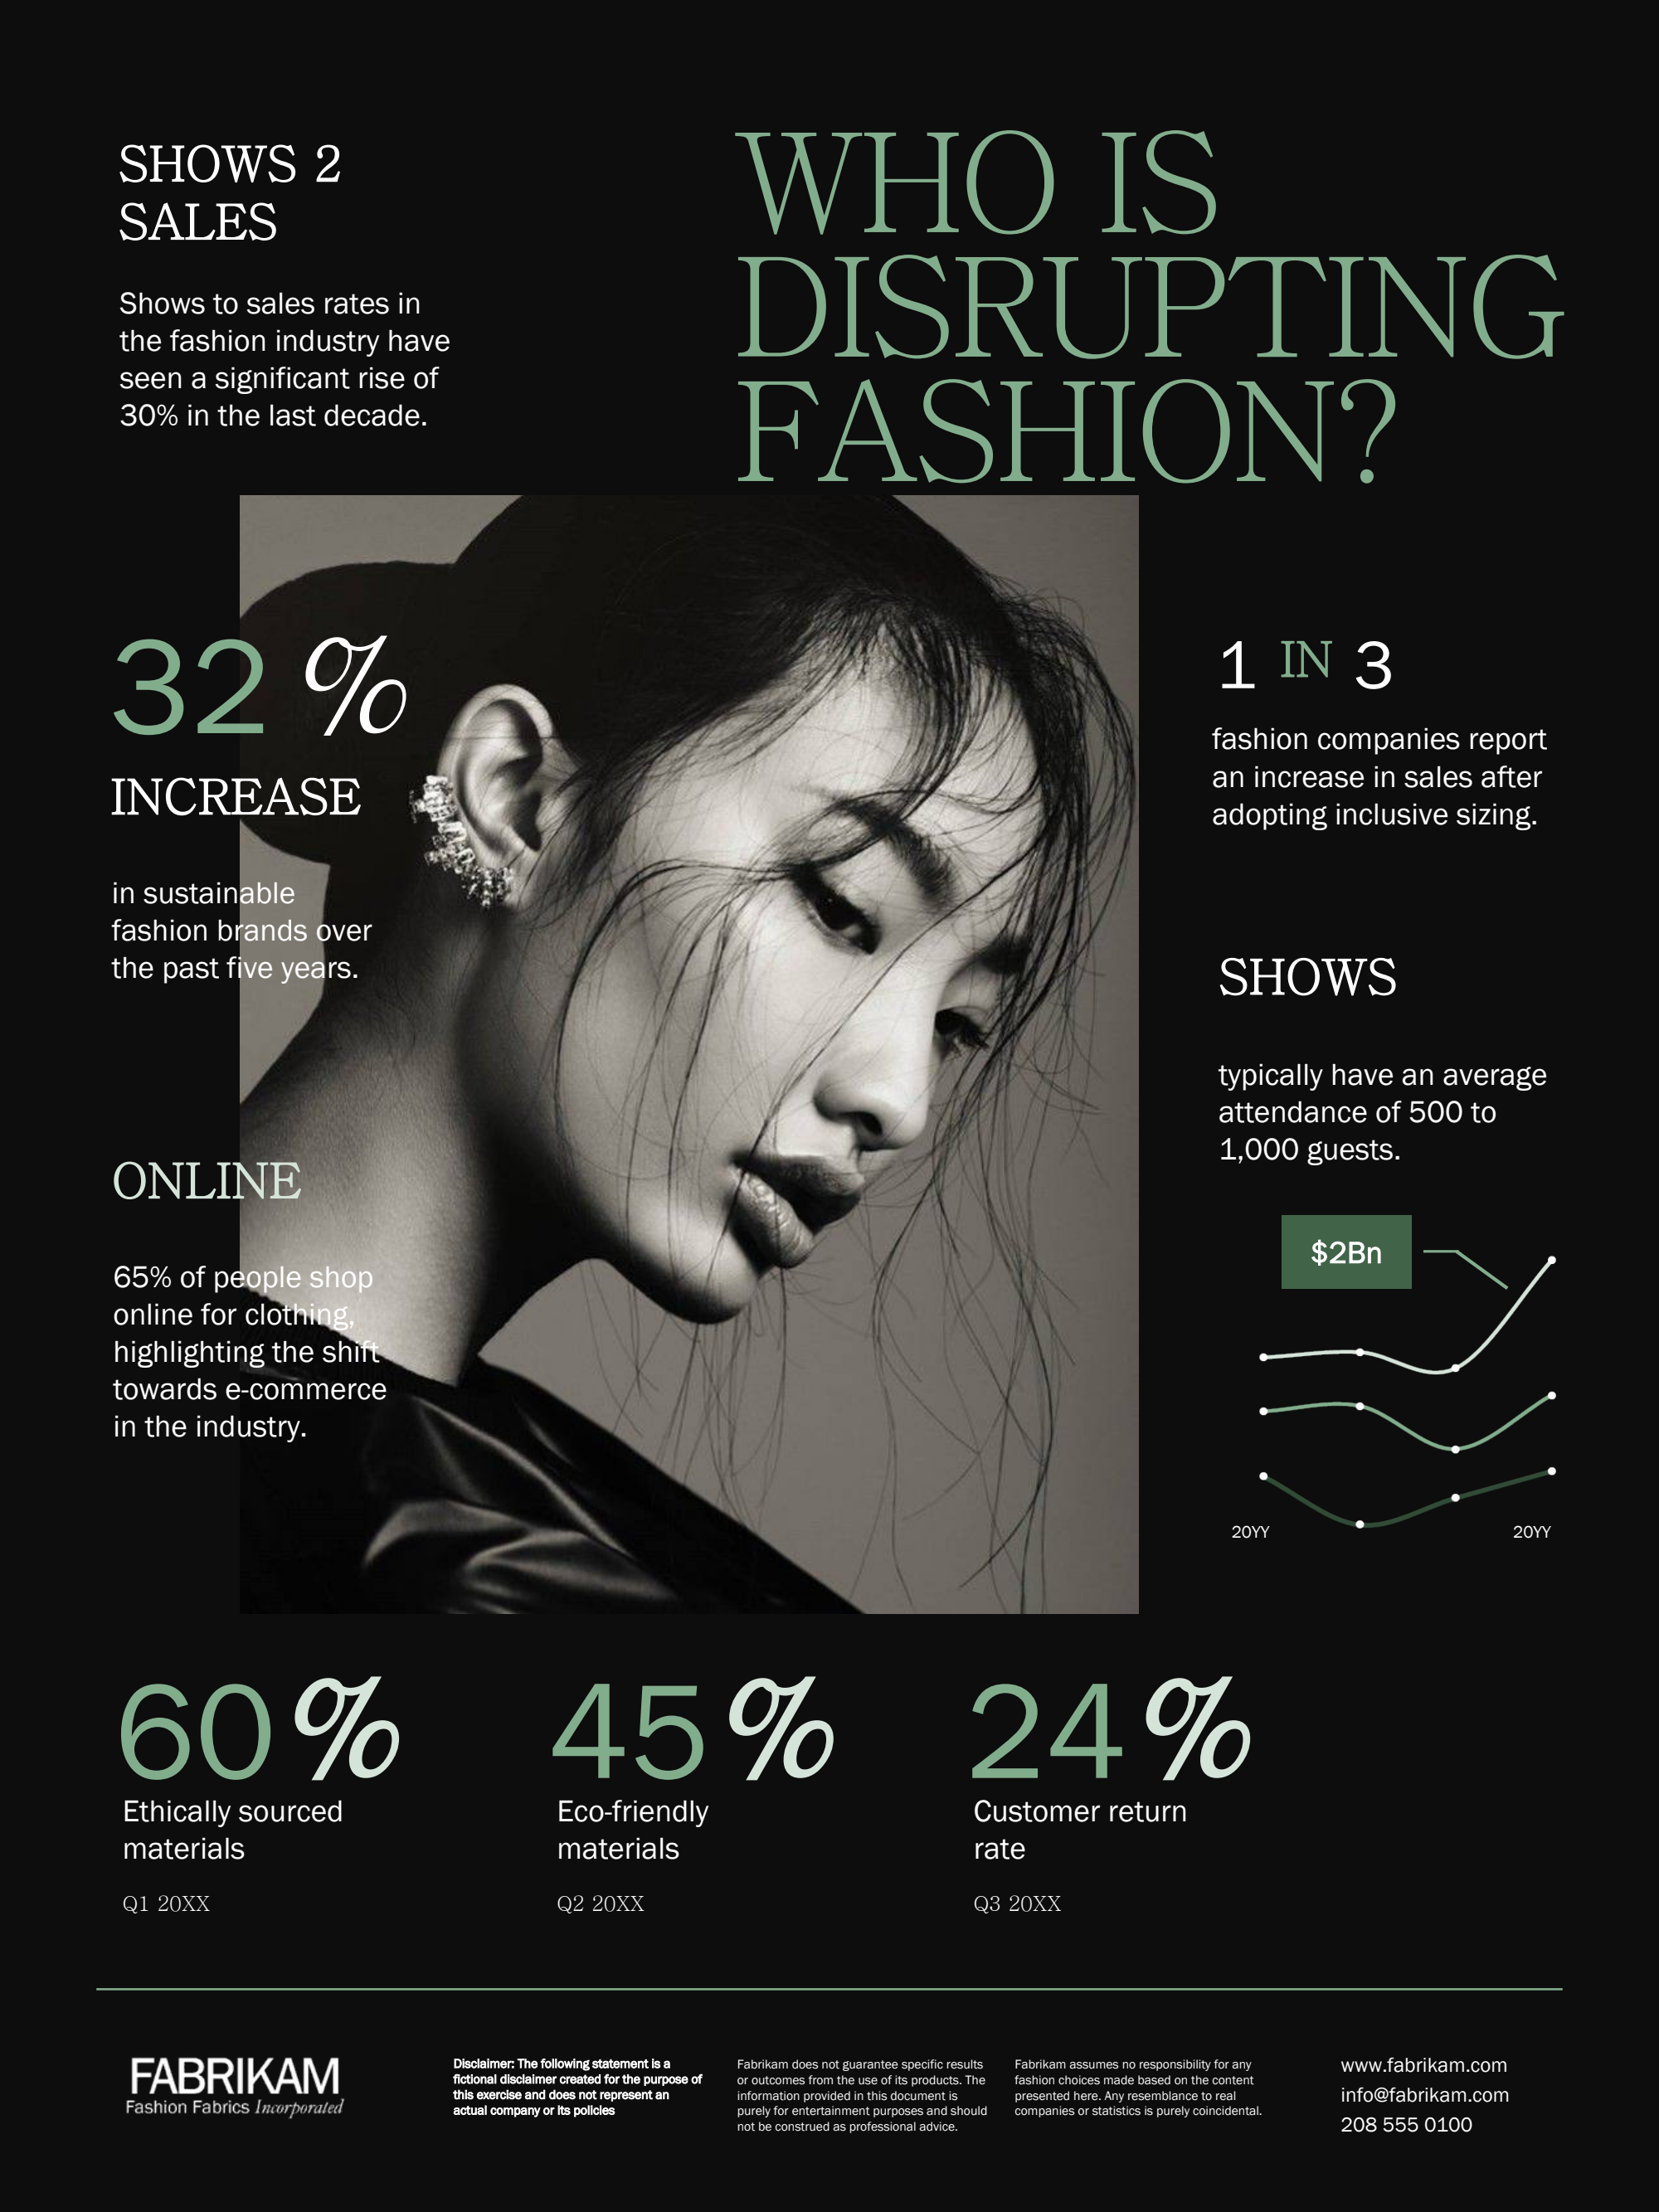 SHOWS 2
SALES
Shows to sales rates in
the fashion industry have
seen a significant rise of
30% in the last decade.
WHO IS
DISRUPTING
FASHION?
32 %
INCREASE
in sustainable
fashion brands over
the past five years.
ONLINE
65% of people shop
online for clothing,
highlighting the shift
towards e-commerce
in the industry.
1 IN 3
fashion companies report
an increase in sales after
adopting inclusive sizing.
SHOWS
typically have an average
attendance of 500 to
1,000 guests.
$2Bn
20YY 20YY
60%
Ethically sourced
materials
Q1 20XX
45%
Eco-friendly
materials
Q2 20XX
24%
Customer return
rate
Q3 20XX
FABRIKAM
Fashion Fabrics Incorporated
Disclaimer: The following statement is a
fictional disclaimer created for the purpose of
this exercise and does not represent an
actual company or its policies
Fabrikam does not guarantee specific results
or outcomes from the use of its products. The
information provided in this document is
purely for entertainment purposes and should
not be construed as professional advice.
Fabrikam assumes no responsibility for any
fashion choices made based on the content
presented here. Any resemblance to real
companies or statistics is purely coincidental.
www.fabrikam.com
info@fabrikam.com
208 555 0100